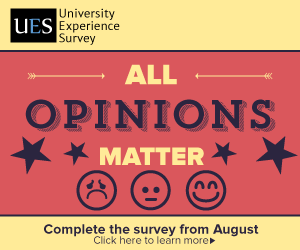 UES
University
Experience
Survey
ALL
OPINIONS
MATTER
Complete the survey from August
Click here to learn more